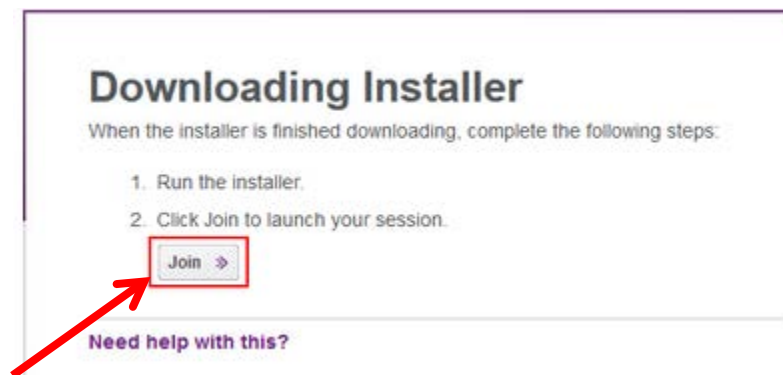 Downloading Installer
When the installer is finished downloading, complete the following steps:
1. Run the installer.
2. Click Join to launch your session.
Join »
Need help with this?